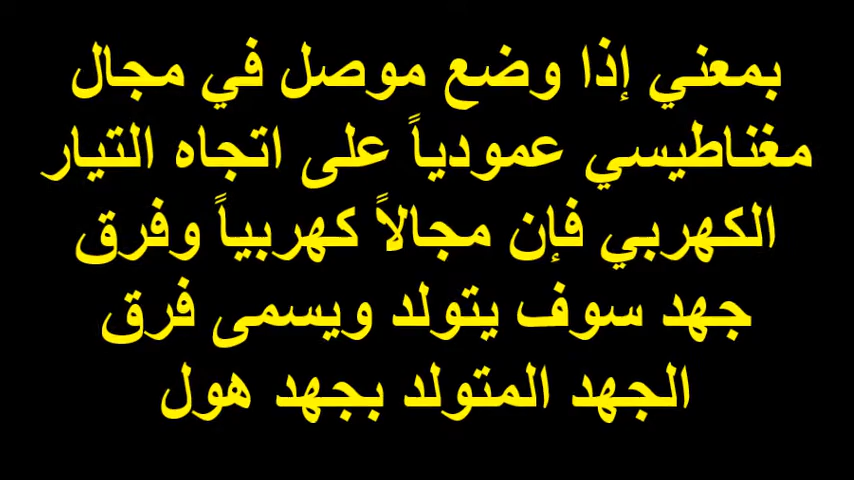 بمعني إذا وضع موصل في مجال
مغناطيسي عمودياً على اتجاه التيار
الكهربي فإن مجالاً كهربياً وفرق
جهد سوف يتولد ويسمى فرق
الجهد المتولد بجهد هول